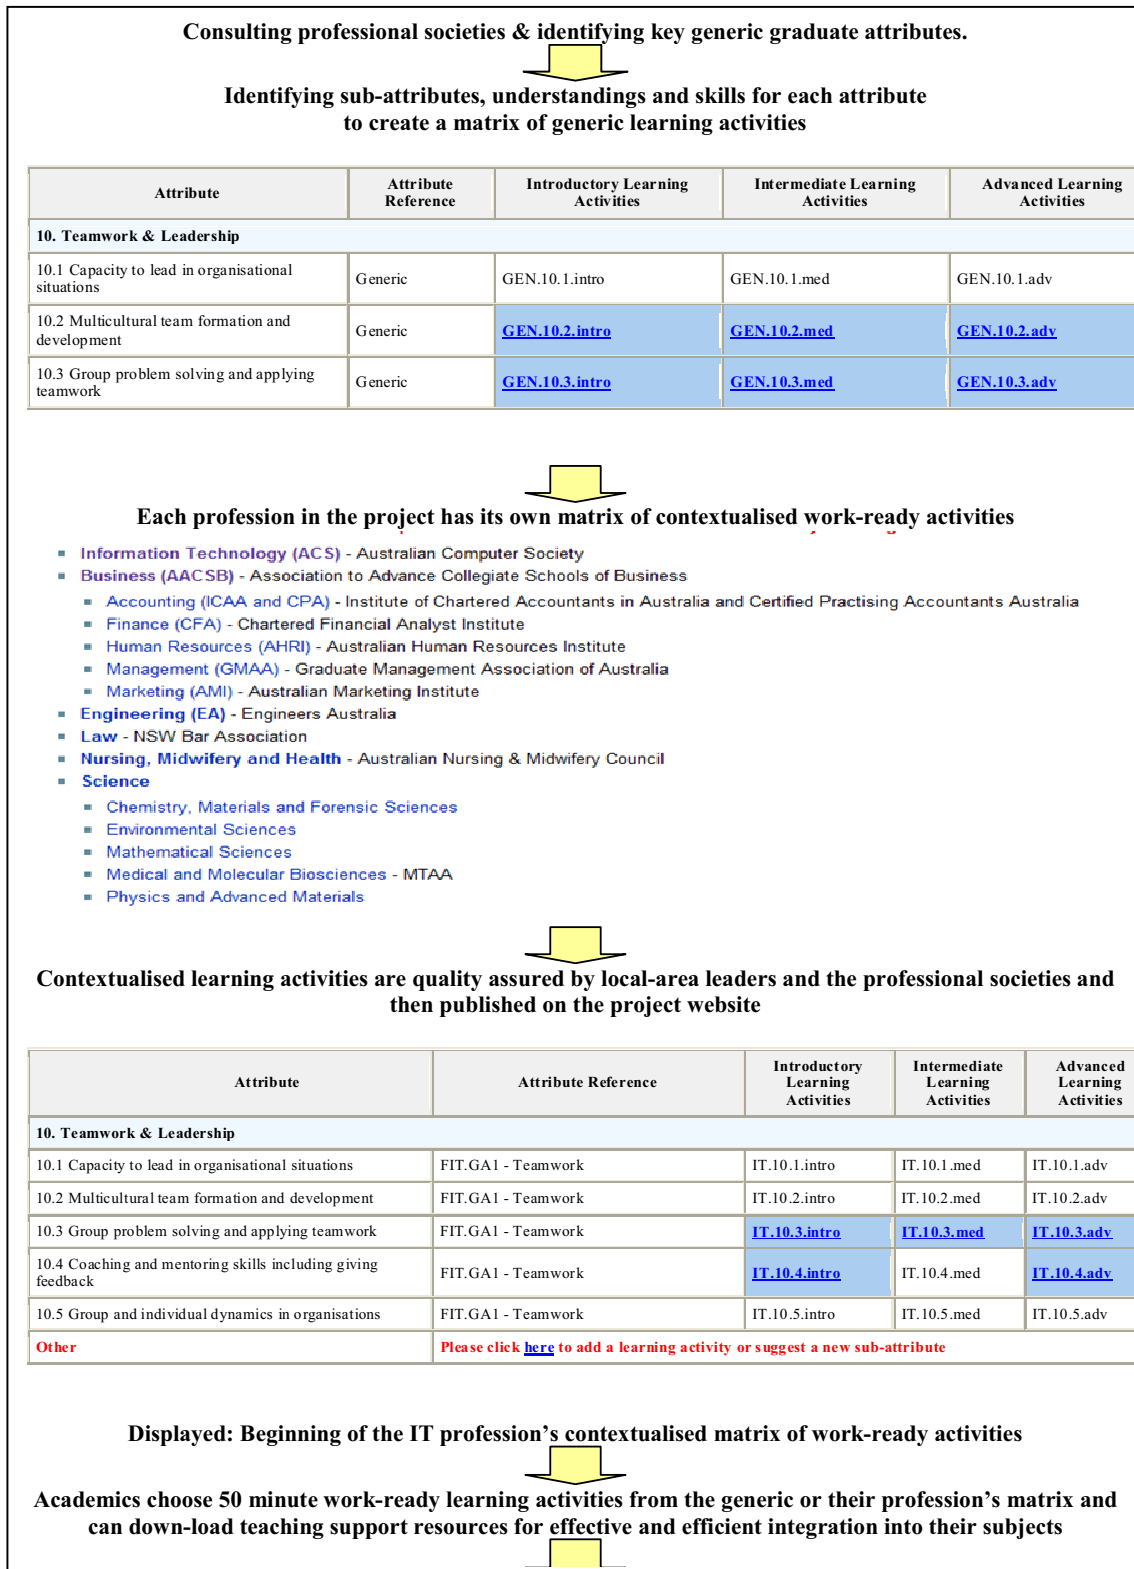 Consulting professional societies & identifying key generic graduate attributes.
Identifying sub-attributes, understandings and skills for each attribute
to create a matrix of generic learning activities
Attribute Attribute Reference Introductory Learning Activities Intermediate Learning Activities Advanced Learning Activities
10. Teamwork & Leadership
10.1 Capacity to lead in organisational situations Generic GEN.10.1.intro GEN.10.1.med GEN.10.1.adv
10.2 Multicultural team formation and development Generic GEN.10.2.intro GEN.10.2.med GEN.10.2.adv
10.3 Group problem solving and applying teamwork Generic GEN.10.3.intro GEN.10.3.med GEN.10.3.adv
Each profession in the project has its own matrix of contextualised work-ready activities
Information Technology (ACS) - Australian Computer Society
Business (AACSB) - Association to Advance Collegiate Schools of Business
Accounting (ICAA and CPA) - Institute of Chartered Accountants in Australia and Certified Practising Accountants Australia
Finance (CFA) - Chartered Financial Analyst Institute
Human Resources (AHRI) - Australian Human Resources Institute
Management (GMAA) - Graduate Management Association of Australia
Marketing (AMI) - Australian Marketing Institute
Engineering (EA) - Engineers Australia
Law - NSW Bar Association
Nursing, Midwifery and Health - Australian Nursing & Midwifery Council
Science
Chemistry, Materials and Forensic Sciences
Environmental Sciences
Mathematical Sciences
Medical and Molecular Biosciences - MTAA
Physics and Advanced Materials
Contextualised learning activities are quality assured by local-area leaders and the professional societies and
then published on the project website
Attribute Attribute Reference Introductory Learning Activities Intermediate Learning Activities Advanced Learning Activities
10. Teamwork & Leadership
10.1 Capacity to lead in organisational situations FIT.GA1 - Teamwork IT.10.1.intro IT.10.1.med IT.10.1.adv
10.2 Multicultural team formation and development FIT.GA1 - Teamwork IT.10.2.intro IT.10.2.med IT.10.2.adv
10.3 Group problem solving and applying teamwork FIT.GA1 - Teamwork IT.10.3.intro IT.10.3.med IT.10.3.adv
10.4 Coaching and mentoring skills including giving feedback FIT.GA1 - Teamwork IT.10.4.intro IT.10.4.med IT.10.4.adv
10.5 Group and individual dynamics in organisations FIT.GA1 - Teamwork IT.10.5.intro IT.10.5.med IT.10.5.adv
Other Please click here to add a learning activity or suggest a new sub-attribute
Displayed: Beginning of the IT profession's contextualised matrix of work-ready activities
Academics choose 50 minute work-ready learning activities from the generic or their profession's matrix and
can down-load teaching support resources for effective and efficient integration into their subjects